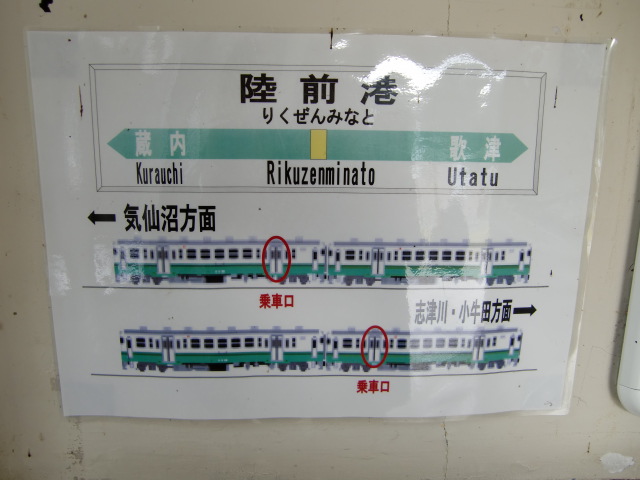 陸前港
りくぜんみなと
蔵内 歌津
Kurauchi Rikuzenminato Utatu
← 気仙沼方面
乗車口
志津川・小牛田方面 →
乗車口